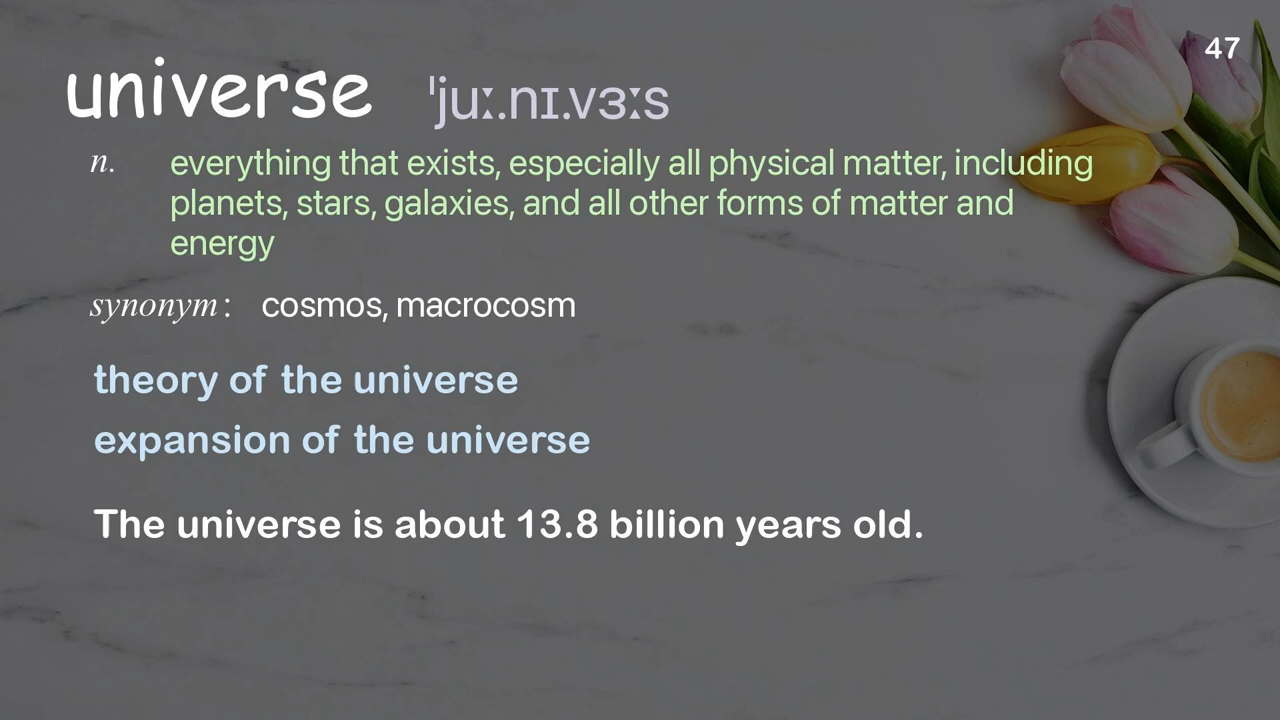 47
universe ˈjuː.nɪ.vɜːs
n. everything that exists, especially all physical matter, including
planets, stars, galaxies, and all other forms of matter and
energy
synonym: cosmos, macrocosm
theory of the universe
expansion of the universe
The universe is about 13.8 billion years old.